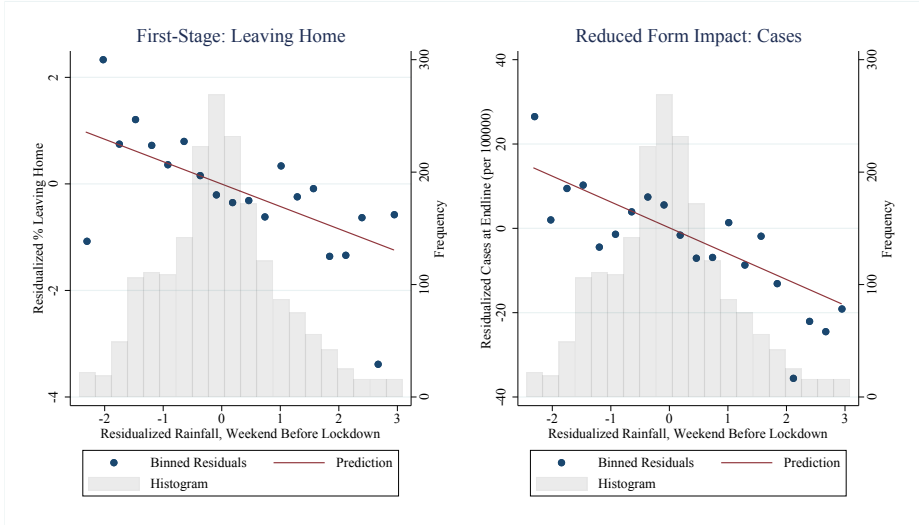 First-Stage: Leaving Home
Residualized % Leaving Home
2
0
-2
-4
300
200
100
0
Frequency
-2
-1
0
1
2
3
Residualized Rainfall, Weekend Before Lockdown
Binned Residuals
Prediction
Histogram
Reduced Form Impact: Cases
Residualized Cases at Endline (per 100000)
40
20
0
-20
-40
300
200
100
0
Frequency
-2
-1
0
1
2
3
Residualized Rainfall, Weekend Before Lockdown
Binned Residuals
Prediction
Histogram